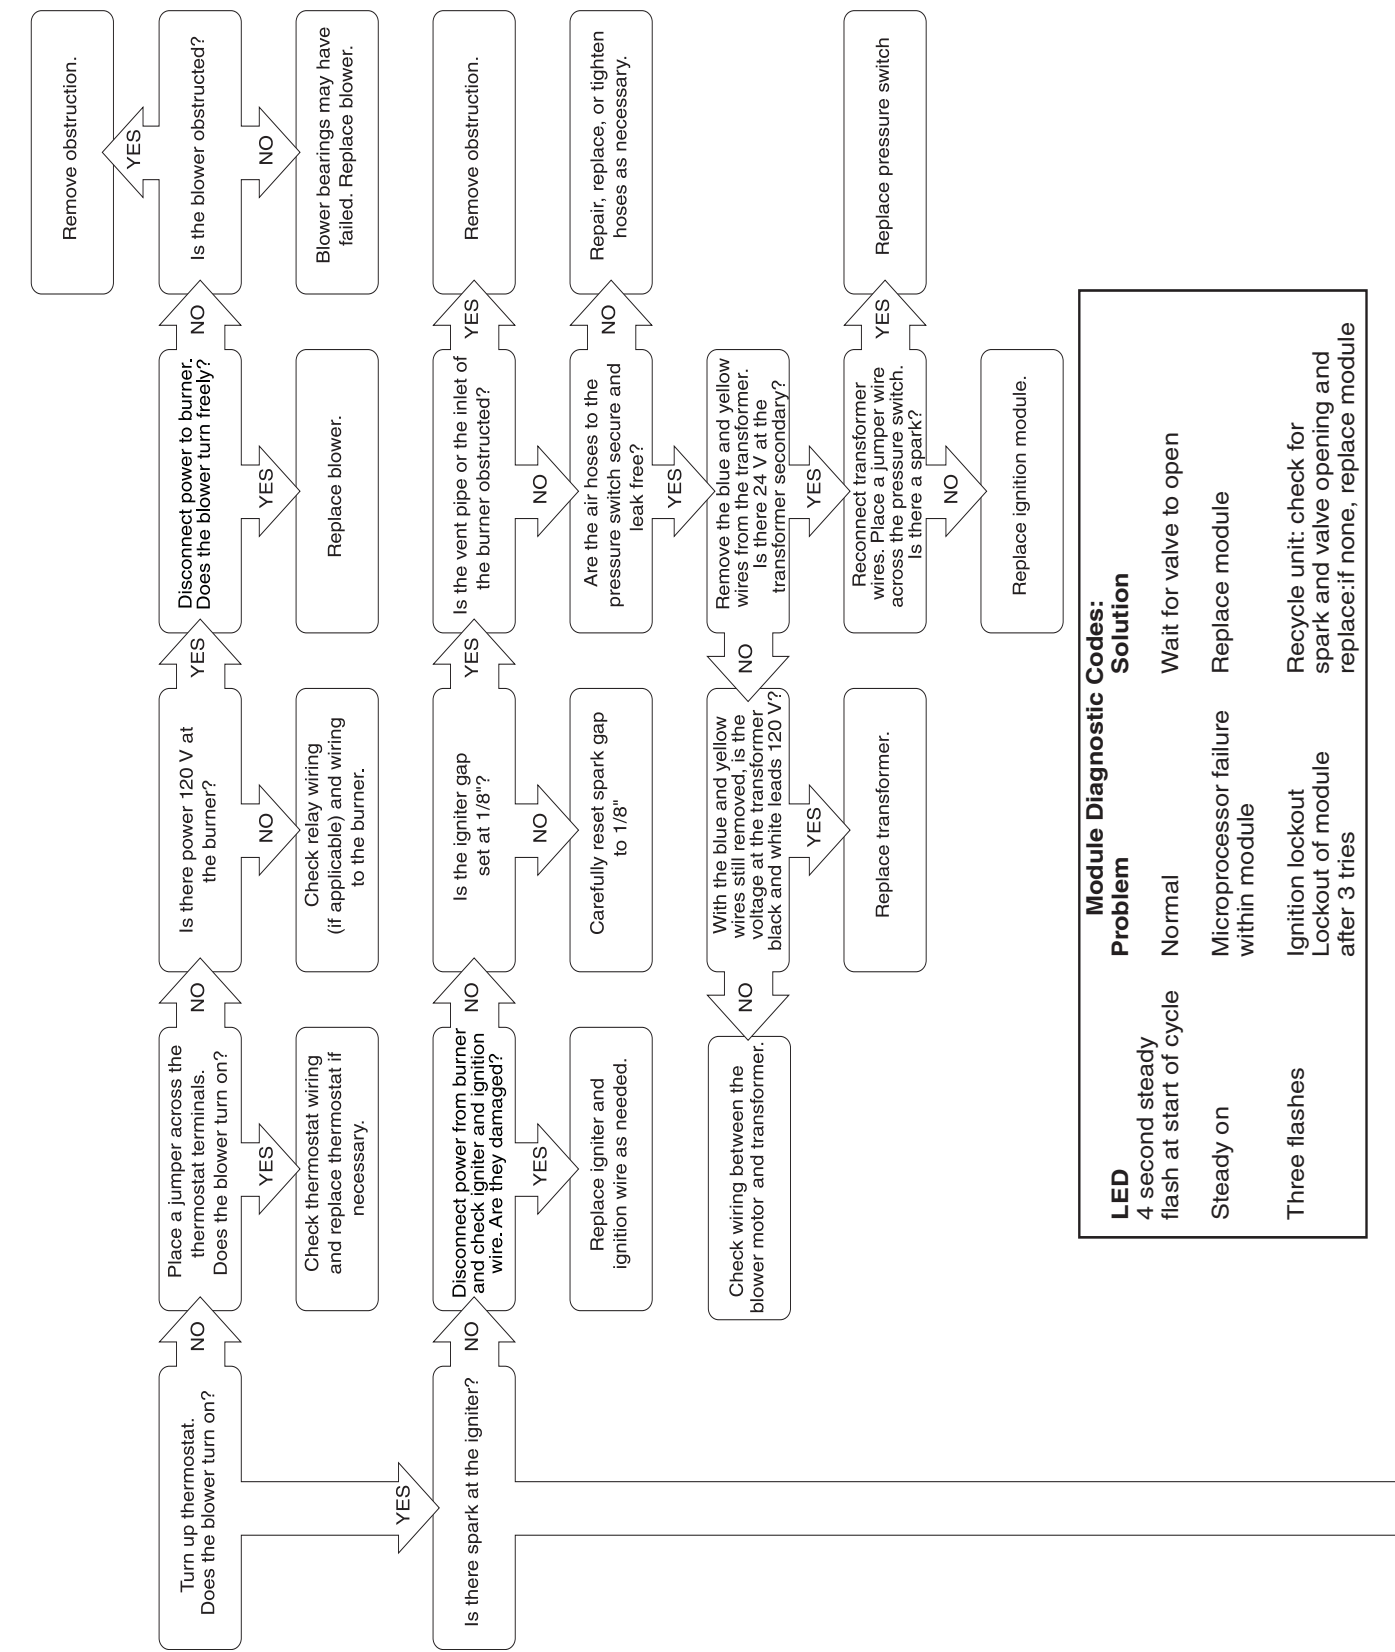 Turn up thermostat.
Does the blower turn on?
NO
Place a jumper across the
thermostat terminals.
Does the blower turn on?
NO
Is there power 120 V at
the burner?
YES
Disconnect power to burner.
Does the blower turn freely?
NO
Is the blower obstructed?
YES
Remove obstruction.
NO
Blower bearings may have
failed. Replace blower.
YES
Replace blower.
NO
Check relay wiring
(if applicable) and wiring
to the burner.
YES
Check thermostat wiring
and replace thermostat if
necessary.
YES
Is there spark at the igniter?
NO
Disconnect power from burner
and check igniter and ignition
wire. Are they damaged?
NO
Is the igniter gap
set at 1/8"?
YES
Is the vent pipe or the inlet of
the burner obstructed?
YES
Remove obstruction.
YES
Replace igniter and
ignition wire as needed.
NO
Carefully reset spark gap
to 1/8"
NO
Are the air hoses to the
pressure switch secure and
leak free?
NO
Repair, replace, or tighten
hoses as necessary.
YES
Remove the blue and yellow
wires from the transformer.
Is there 24 V at the
transformer secondary?
NO
With the blue and yellow
wires still removed, is the
voltage at the transformer
black and white leads 120 V?
NO
Check wiring between the
blower motor and transformer.
YES
Replace transformer.
YES
Reconnect transformer
wires. Place a jumper wire
across the pressure switch.
Is there a spark?
YES
Replace pressure switch
NO
Replace ignition module.
Module Diagnostic Codes:
LED Problem Solution
4 second steady
flash at start of cycle Normal Wait for valve to open
Steady on Microprocessor failure Replace module
within module
Three flashes Ignition lockout Recycle unit: check for
Lockout of module spark and valve opening and
after 3 tries replace:if none, replace module